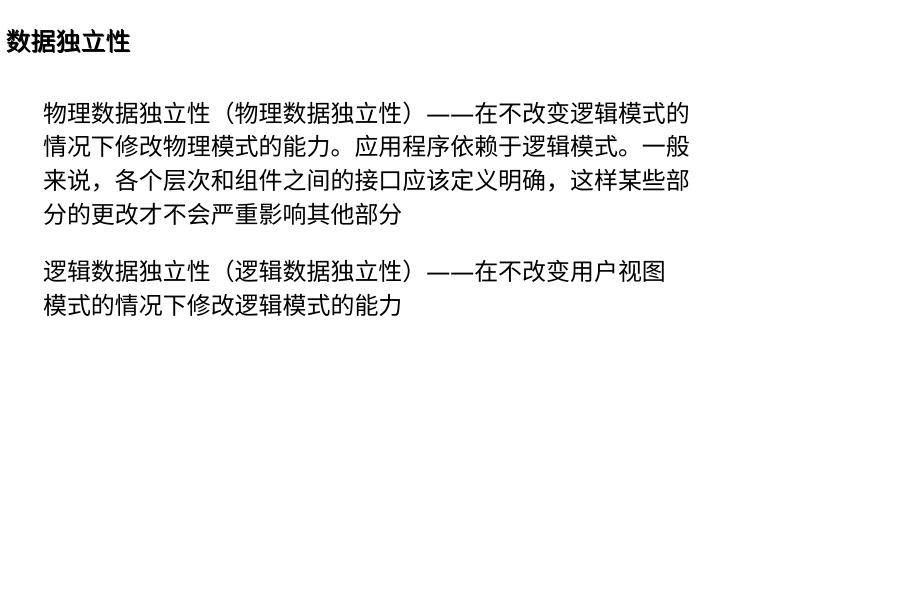 数据独立性
物理数据独立性（物理数据独立性）——在不改变逻辑模式的
情况下修改物理模式的能力。应用程序依赖于逻辑模式。一般
来说，各个层次和组件之间的接口应该定义明确，这样某些部
分的更改才不会严重影响其他部分
逻辑数据独立性（逻辑数据独立性）——在不改变用户视图
模式的情况下修改逻辑模式的能力